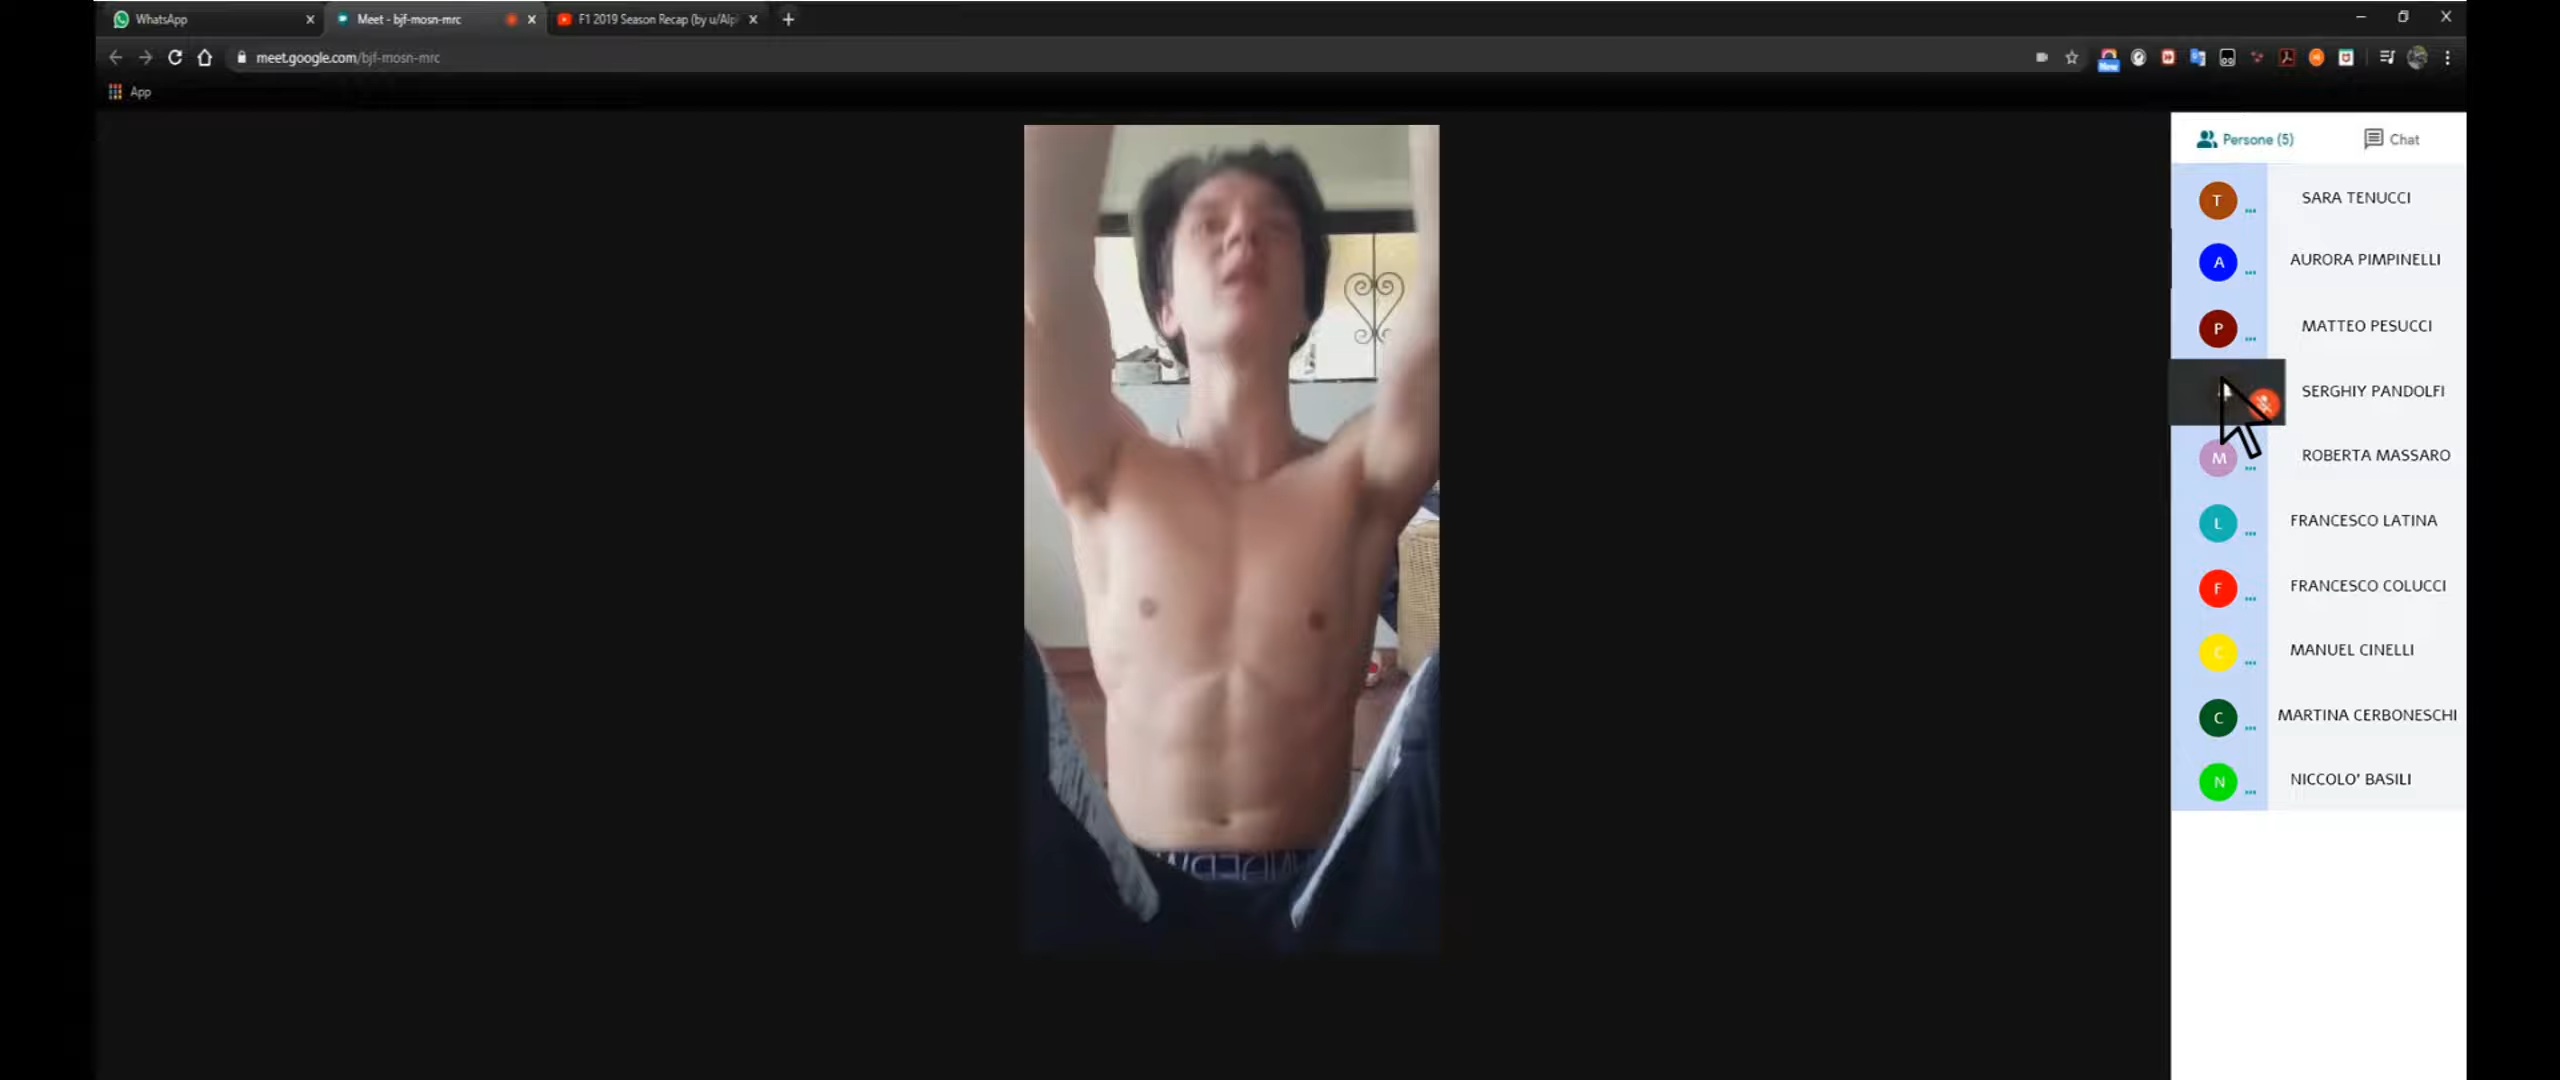 WhatsApp
Meet - bjf-mosn-mrc
F1 2019 Season Recap (by u/Alp
meet.google.com/bjf-mosn-mrc
New
App
Persone (5)
Chat
T
SARA TENUCCI
A
AURORA PIMPINELLI
P
MATTEO PESUCCI
SERGHIY PANDOLFI
M
ROBERTA MASSARO
L
FRANCESCO LATINA
F
FRANCESCO COLUCCI
C
MANUEL CINELLI
C
MARTINA CERBONESCHI
N
NICCOLO' BASILI